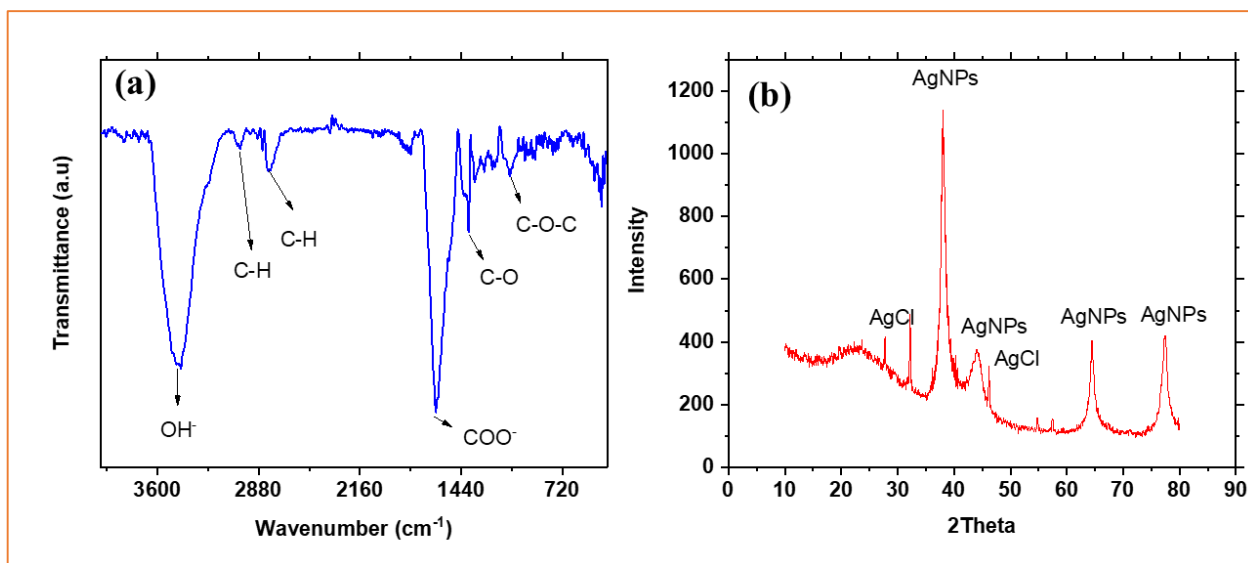 (a)
Transmittance (a.u)
C-H
C-H
C-O-C
C-O
OH⁻
COO⁻
3600 2880 2160 1440 720
Wavenumber (cm⁻¹)
(b)
Intensity
1200
1000
800
600
400
200
0
AgNPs
AgCl
AgNPs
AgCl
AgNPs
AgNPs
0 10 20 30 40 50 60 70 80 90
2Theta